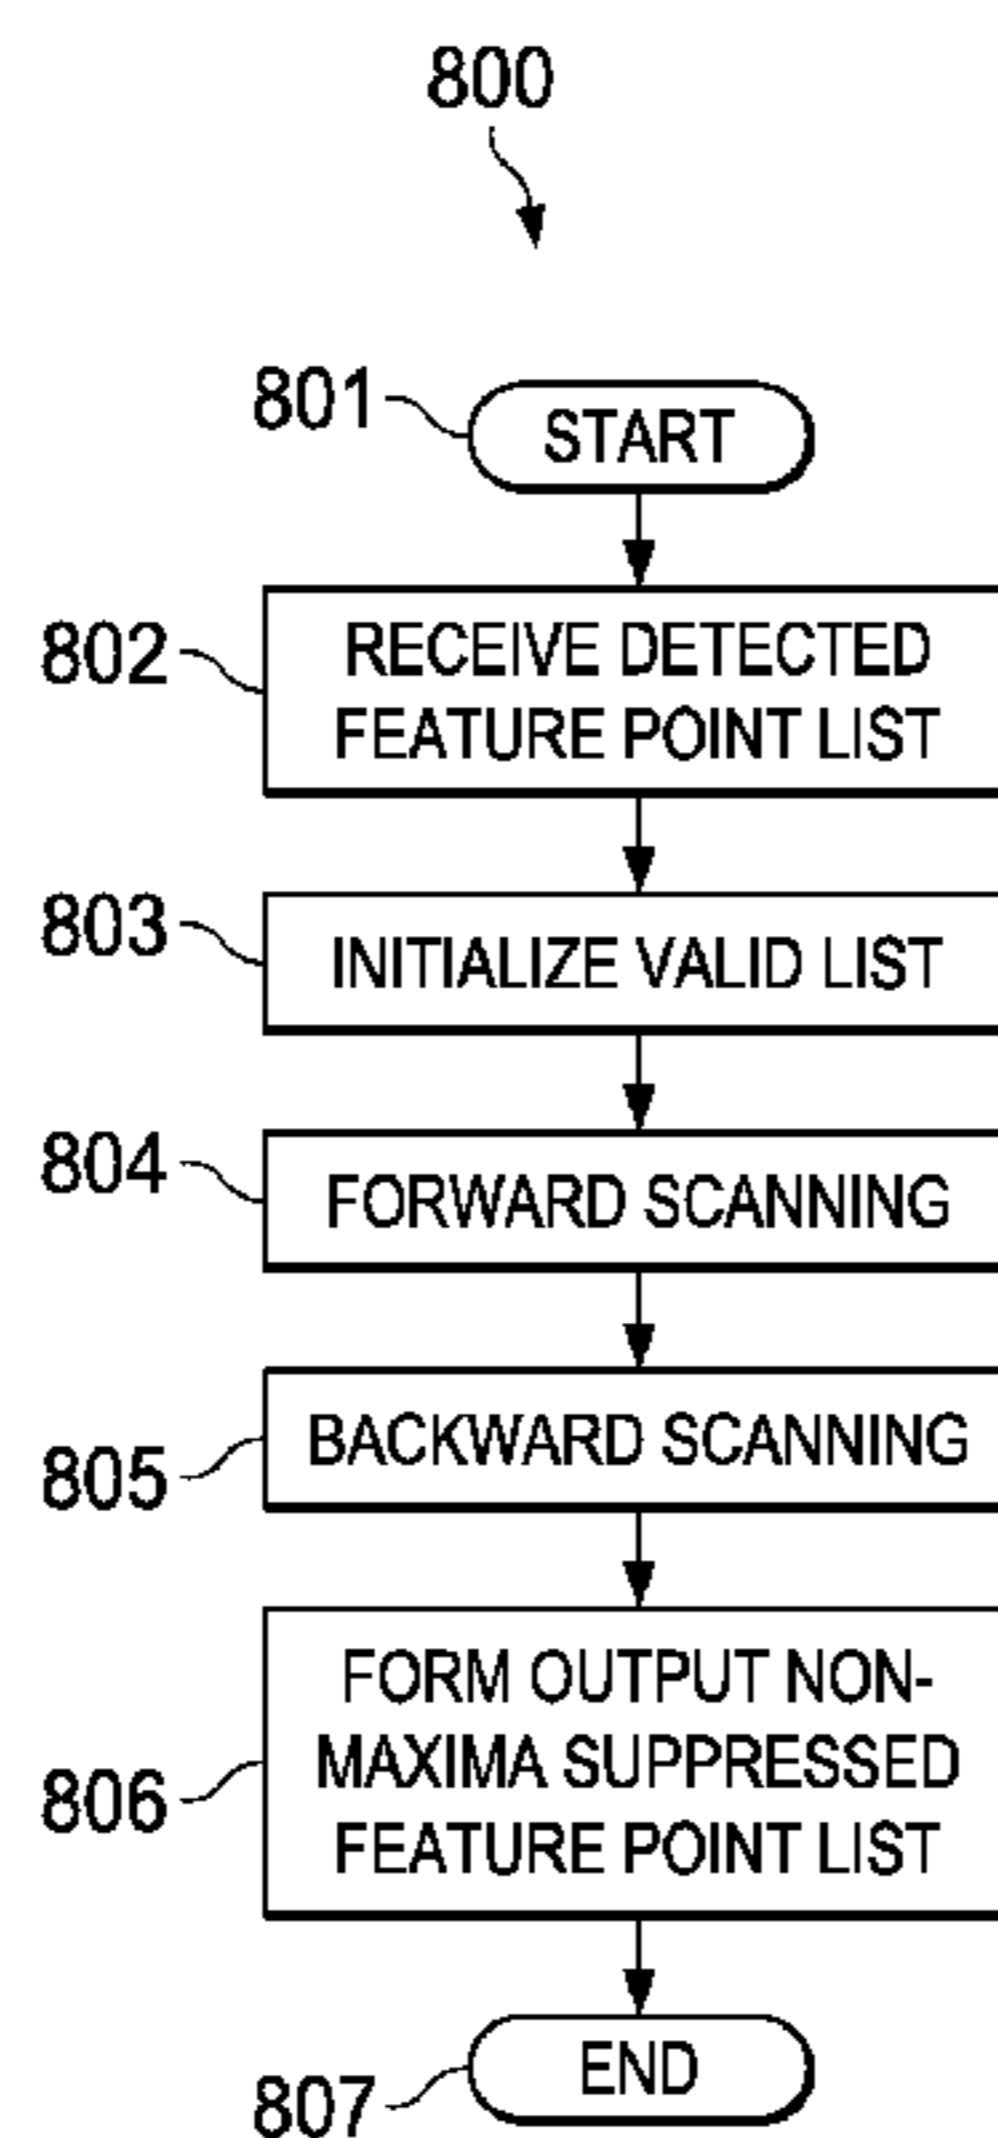 800
801
START
802
RECEIVE DETECTED
FEATURE POINT LIST
803
INITIALIZE VALID LIST
804
FORWARD SCANNING
805
BACKWARD SCANNING
806
FORM OUTPUT NON-
MAXIMA SUPPRESSED
FEATURE POINT LIST
807
END